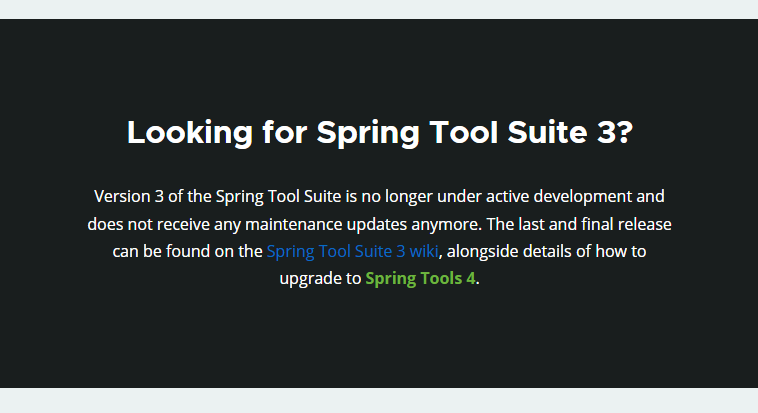 Looking for Spring Tool Suite 3?
Version 3 of the Spring Tool Suite is no longer under active development and
does not receive any maintenance updates anymore. The last and final release
can be found on the Spring Tool Suite 3 wiki, alongside details of how to
upgrade to Spring Tools 4.